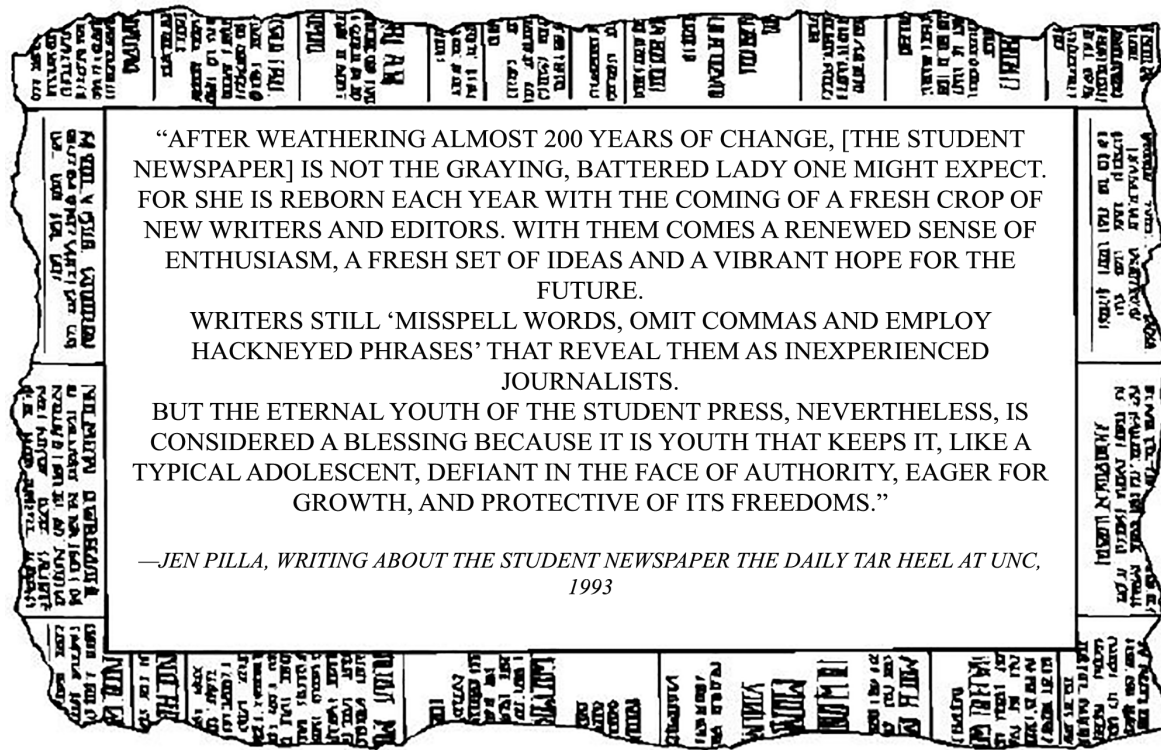 “AFTER WEATHERING ALMOST 200 YEARS OF CHANGE, [THE STUDENT
NEWSPAPER] IS NOT THE GRAYING, BATTERED LADY ONE MIGHT EXPECT.
FOR SHE IS REBORN EACH YEAR WITH THE COMING OF A FRESH CROP OF
NEW WRITERS AND EDITORS. WITH THEM COMES A RENEWED SENSE OF
ENTHUSIASM, A FRESH SET OF IDEAS AND A VIBRANT HOPE FOR THE
FUTURE.
WRITERS STILL ‘MISSPELL WORDS, OMIT COMMAS AND EMPLOY
HACKNEYED PHRASES’ THAT REVEAL THEM AS INEXPERIENCED
JOURNALISTS.
BUT THE ETERNAL YOUTH OF THE STUDENT PRESS, NEVERTHELESS, IS
CONSIDERED A BLESSING BECAUSE IT IS YOUTH THAT KEEPS IT, LIKE A
TYPICAL ADOLESCENT, DEFIANT IN THE FACE OF AUTHORITY, EAGER FOR
GROWTH, AND PROTECTIVE OF ITS FREEDOMS.”
—JEN PILLA, WRITING ABOUT THE STUDENT NEWSPAPER THE DAILY TAR HEEL AT UNC,
1993